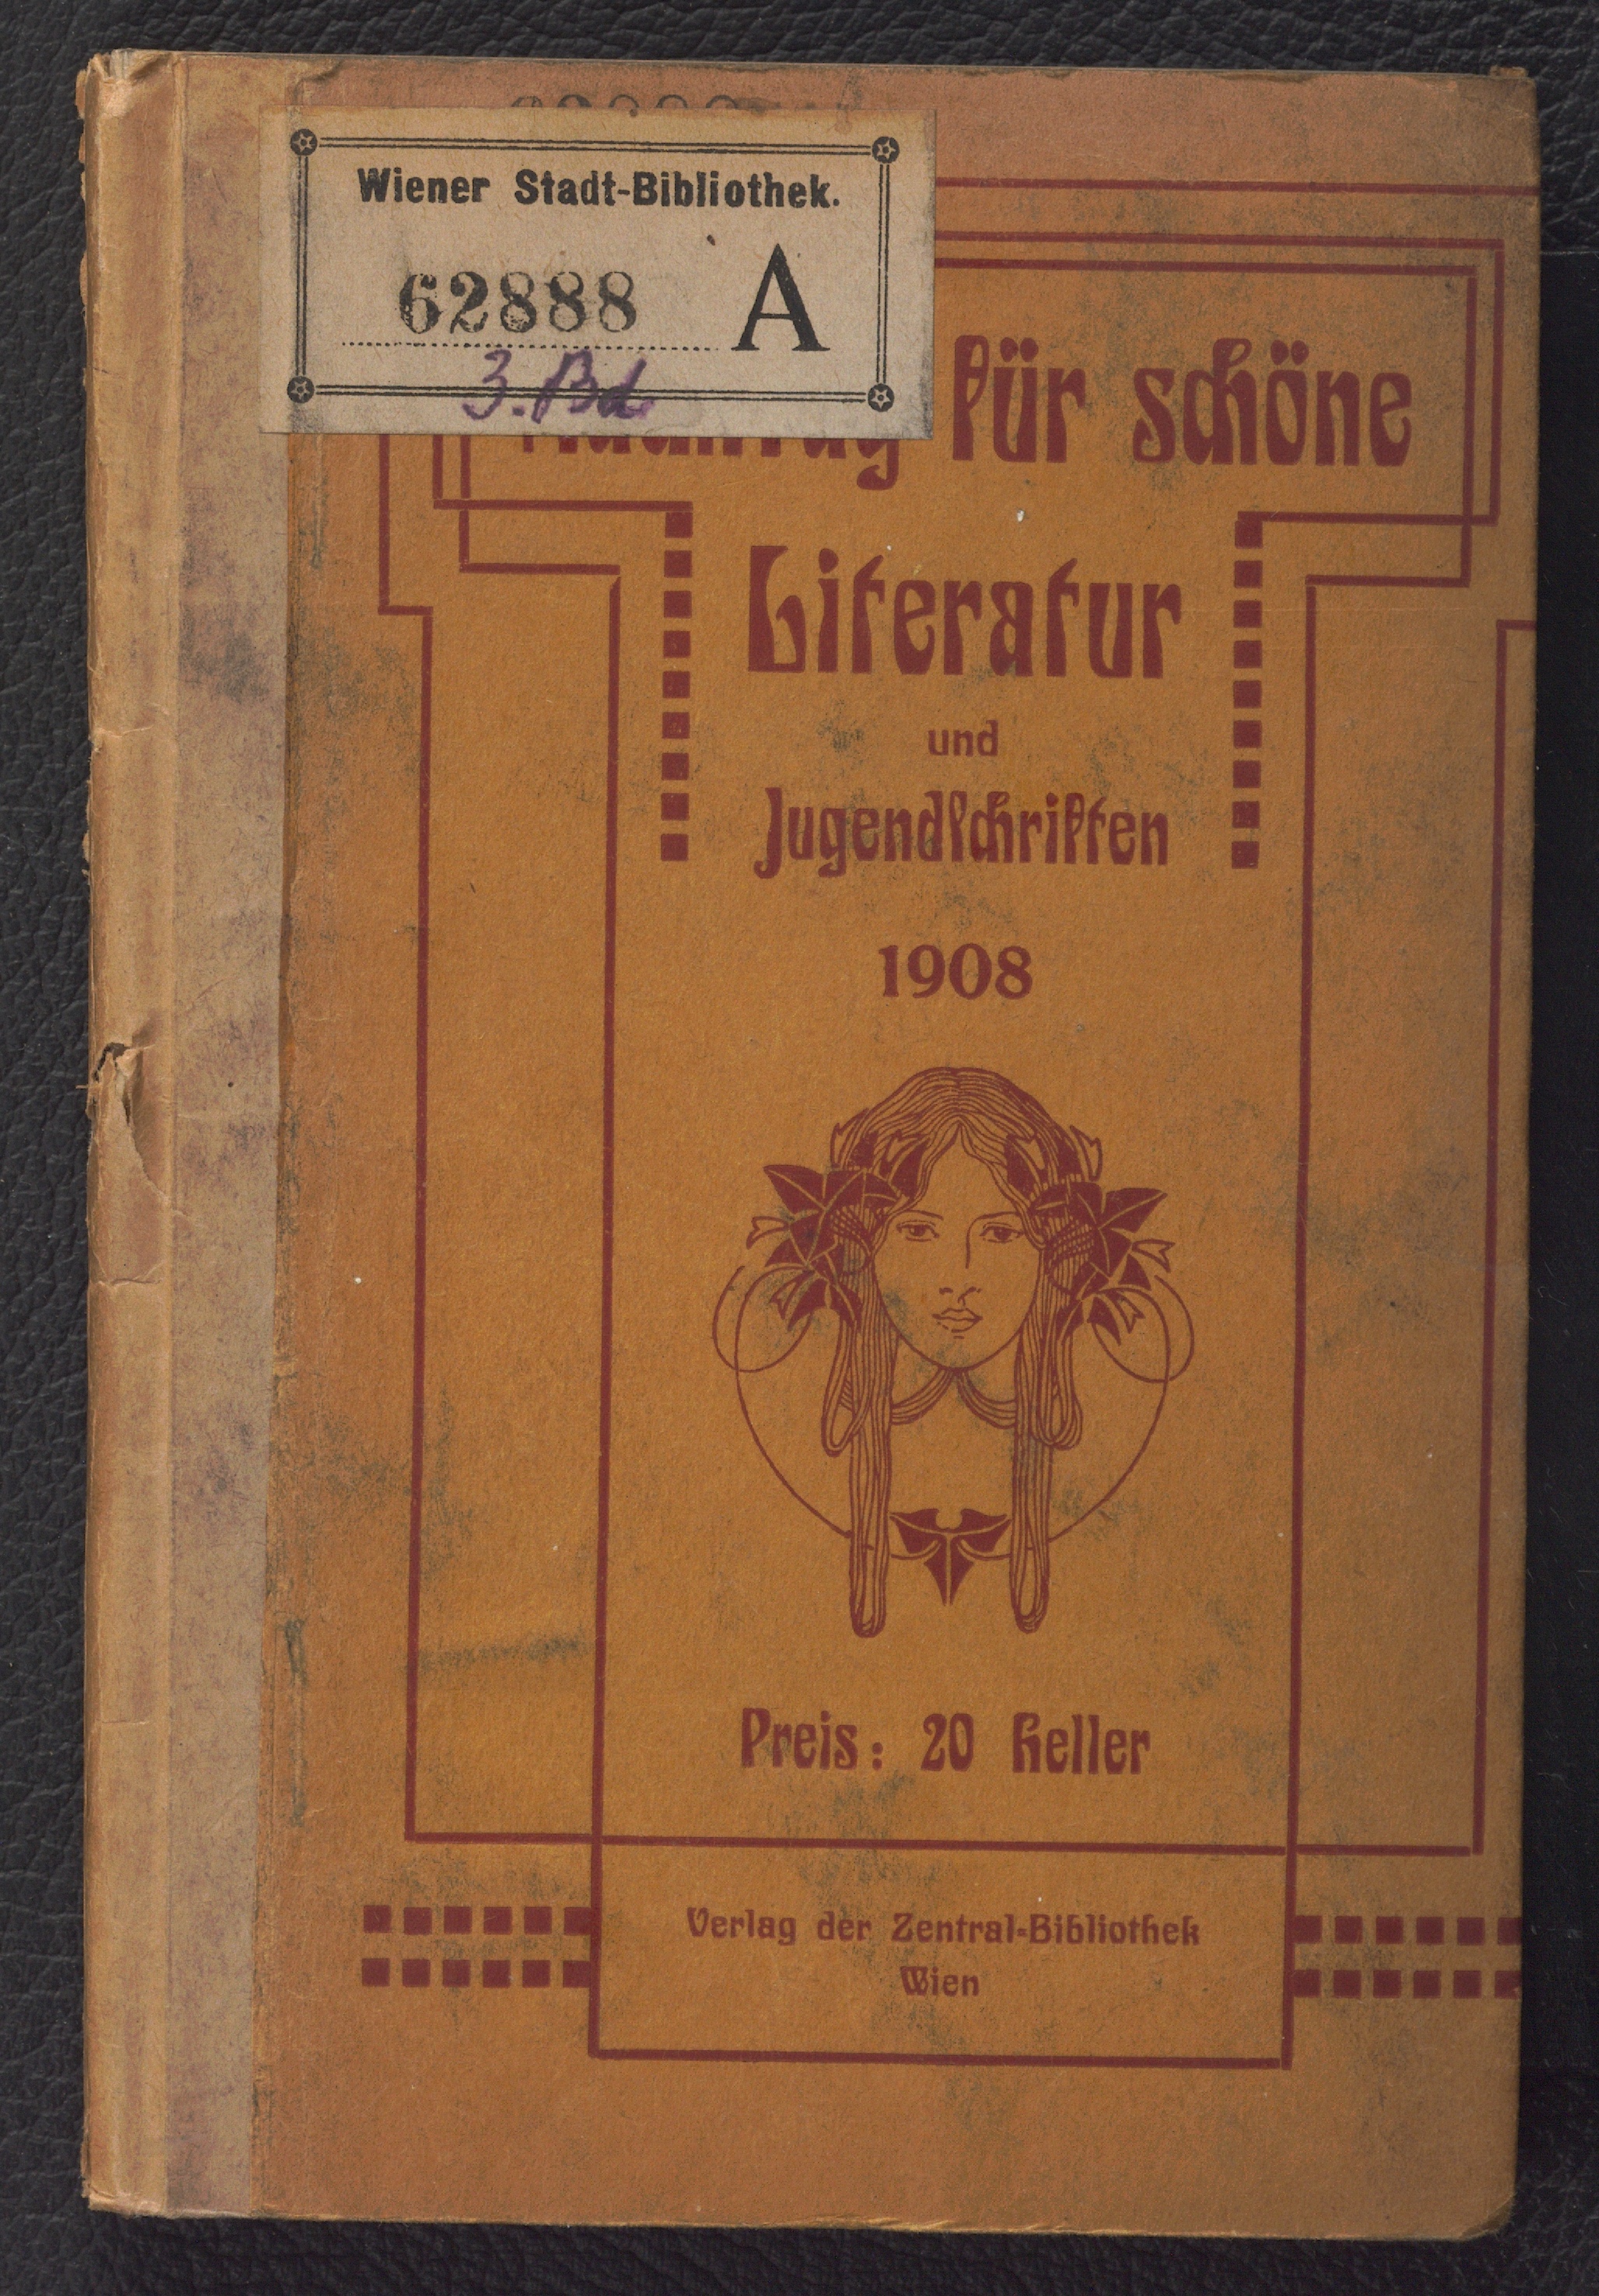 Wiener Stadt-Bibliothek.
62888 A
3. Bd.
Nachtrag für schöne
Literatur
und
Jugendschriften
1908
Preis: 20 Heller
Verlag der Zentral-Bibliothek
Wien